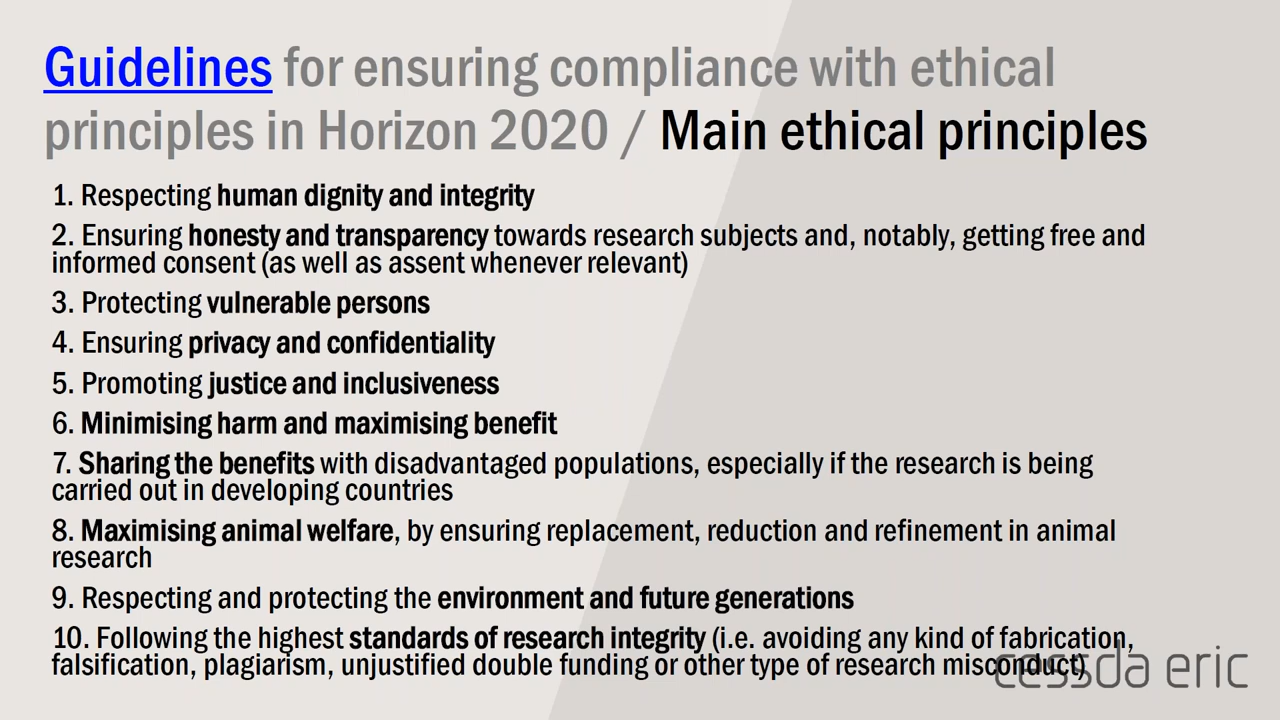 Guidelines for ensuring compliance with ethical
principles in Horizon 2020 / Main ethical principles
1. Respecting human dignity and integrity
2. Ensuring honesty and transparency towards research subjects and, notably, getting free and
informed consent (as well as assent whenever relevant)
3. Protecting vulnerable persons
4. Ensuring privacy and confidentiality
5. Promoting justice and inclusiveness
6. Minimising harm and maximising benefit
7. Sharing the benefits with disadvantaged populations, especially if the research is being
carried out in developing countries
8. Maximising animal welfare, by ensuring replacement, reduction and refinement in animal
research
9. Respecting and protecting the environment and future generations
10. Following the highest standards of research integrity (i.e. avoiding any kind of fabrication,
falsification, plagiarism, unjustified double funding or other type of research misconduct)
cessda eric